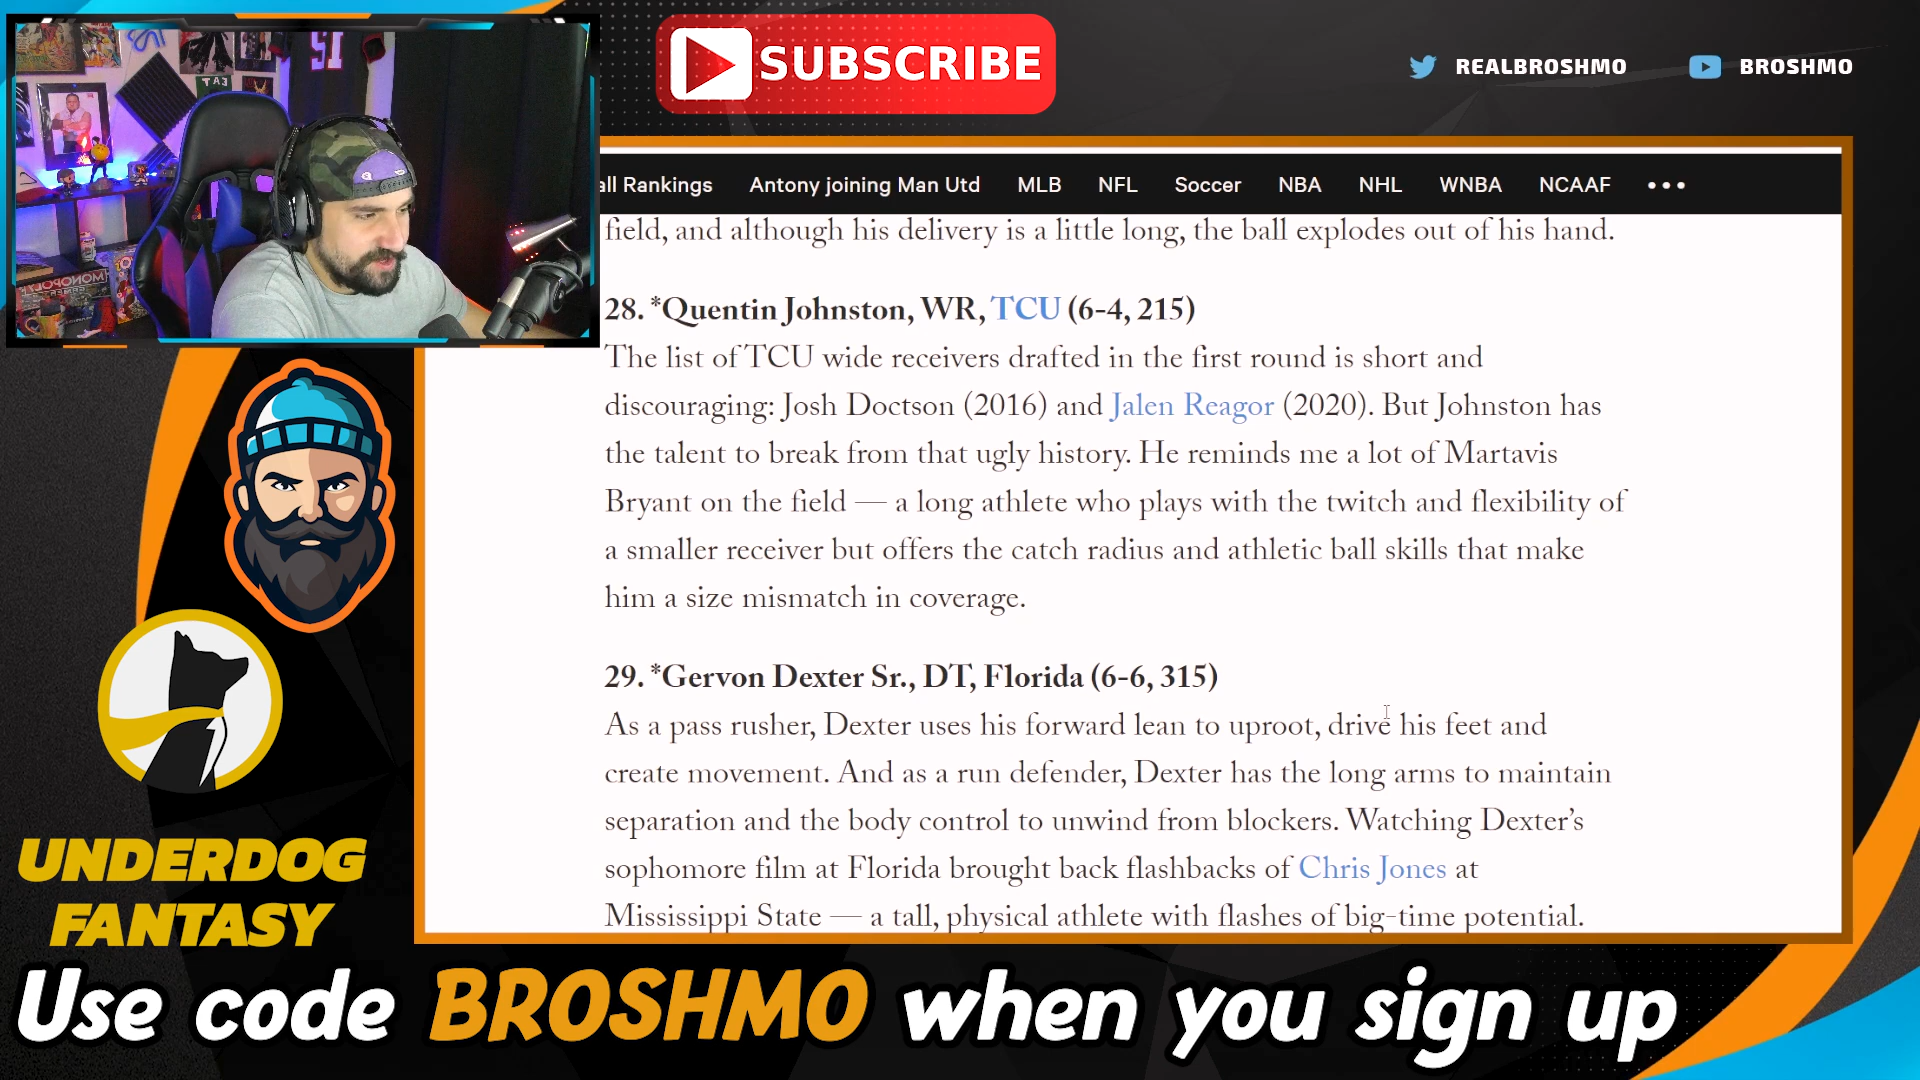 SUBSCRIBE
REALBROSHMO
BROSHMO
all Rankings Antony joining Man Utd MLB NFL Soccer NBA NHL WNBA NCAAF •••
field, and although his delivery is a little long, the ball explodes out of his hand.
28. *Quentin Johnston, WR, TCU (6-4, 215)
The list of TCU wide receivers drafted in the first round is short and
discouraging: Josh Doctson (2016) and Jalen Reagor (2020). But Johnston has
the talent to break from that ugly history. He reminds me a lot of Martavis
Bryant on the field — a long athlete who plays with the twitch and flexibility of
a smaller receiver but offers the catch radius and athletic ball skills that make
him a size mismatch in coverage.
29. *Gervon Dexter Sr., DT, Florida (6-6, 315)
As a pass rusher, Dexter uses his forward lean to uproot, drive his feet and
create movement. And as a run defender, Dexter has the long arms to maintain
separation and the body control to unwind from blockers. Watching Dexter’s
sophomore film at Florida brought back flashbacks of Chris Jones at
Mississippi State — a tall, physical athlete with flashes of big-time potential.
UNDERDOG
FANTASY
Use code BROSHMO when you sign up